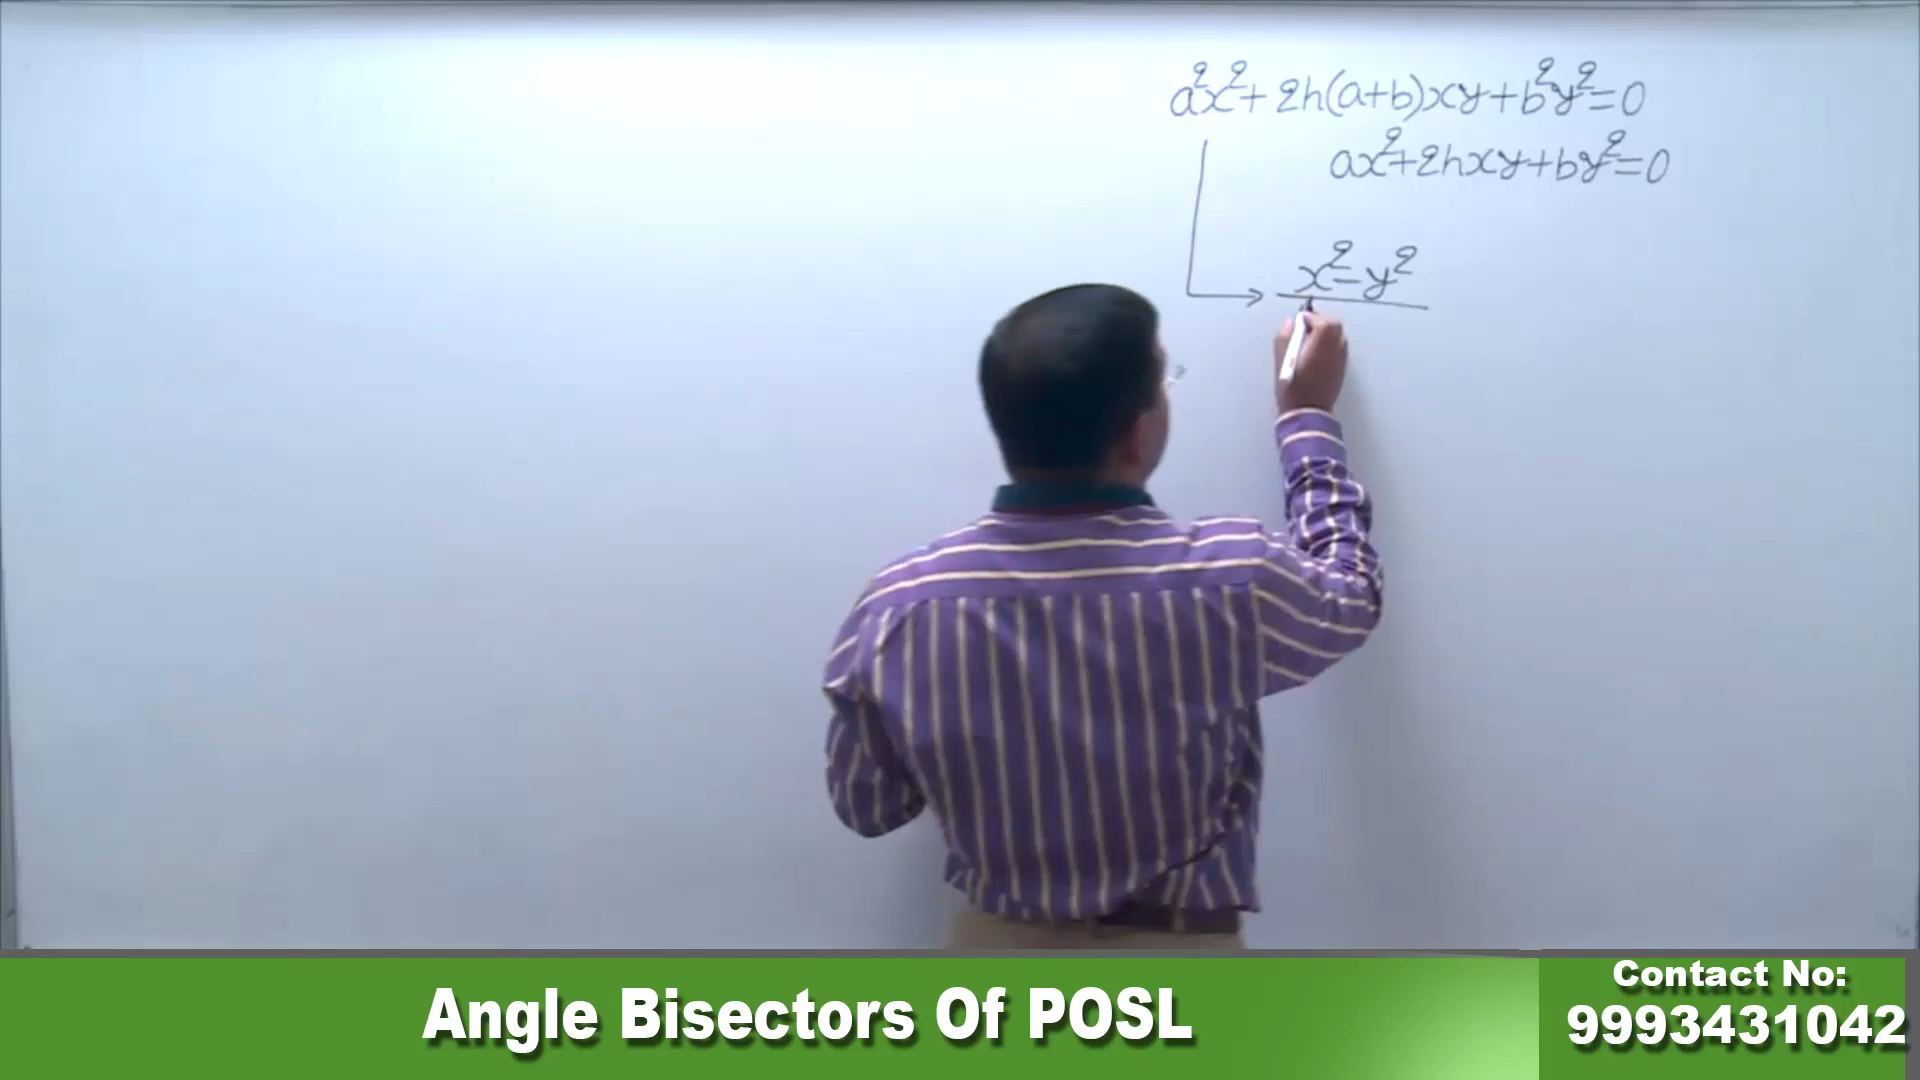 a²x²+2h(a+b)xy+b²y²=0
ax²+2hxy+by²=0
x²-y²
Angle Bisectors Of POSL
Contact No:
9993431042